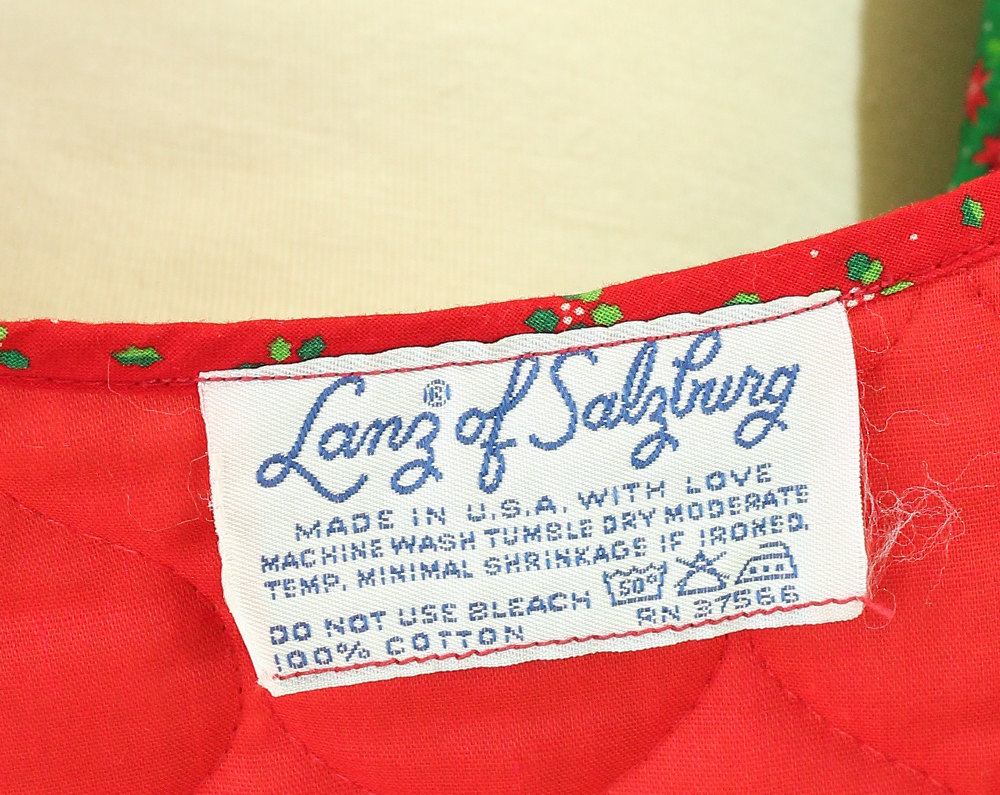 Lanz® of Salzburg
MADE IN U.S.A. WITH LOVE
MACHINE WASH TUMBLE DRY MODERATE
TEMP. MINIMAL SHRINKAGE IF IRONED.
DO NOT USE BLEACH 50°
100% COTTON RN 37566